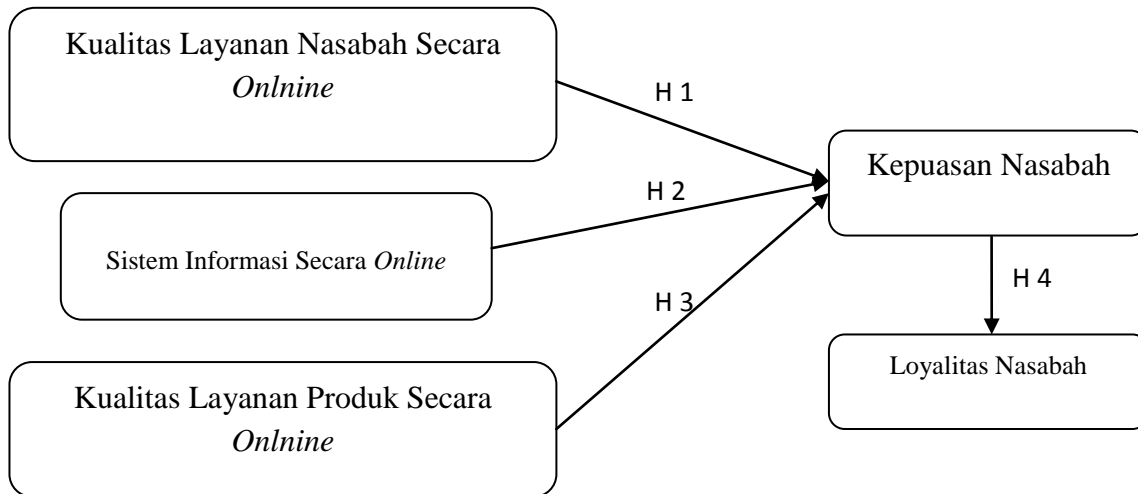 Kualitas Layanan Nasabah Secara
Onlnine
H 1
Kepuasan Nasabah
H 2
Sistem Informasi Secara Online
H 3
H 4
Loyalitas Nasabah
Kualitas Layanan Produk Secara
Onlnine